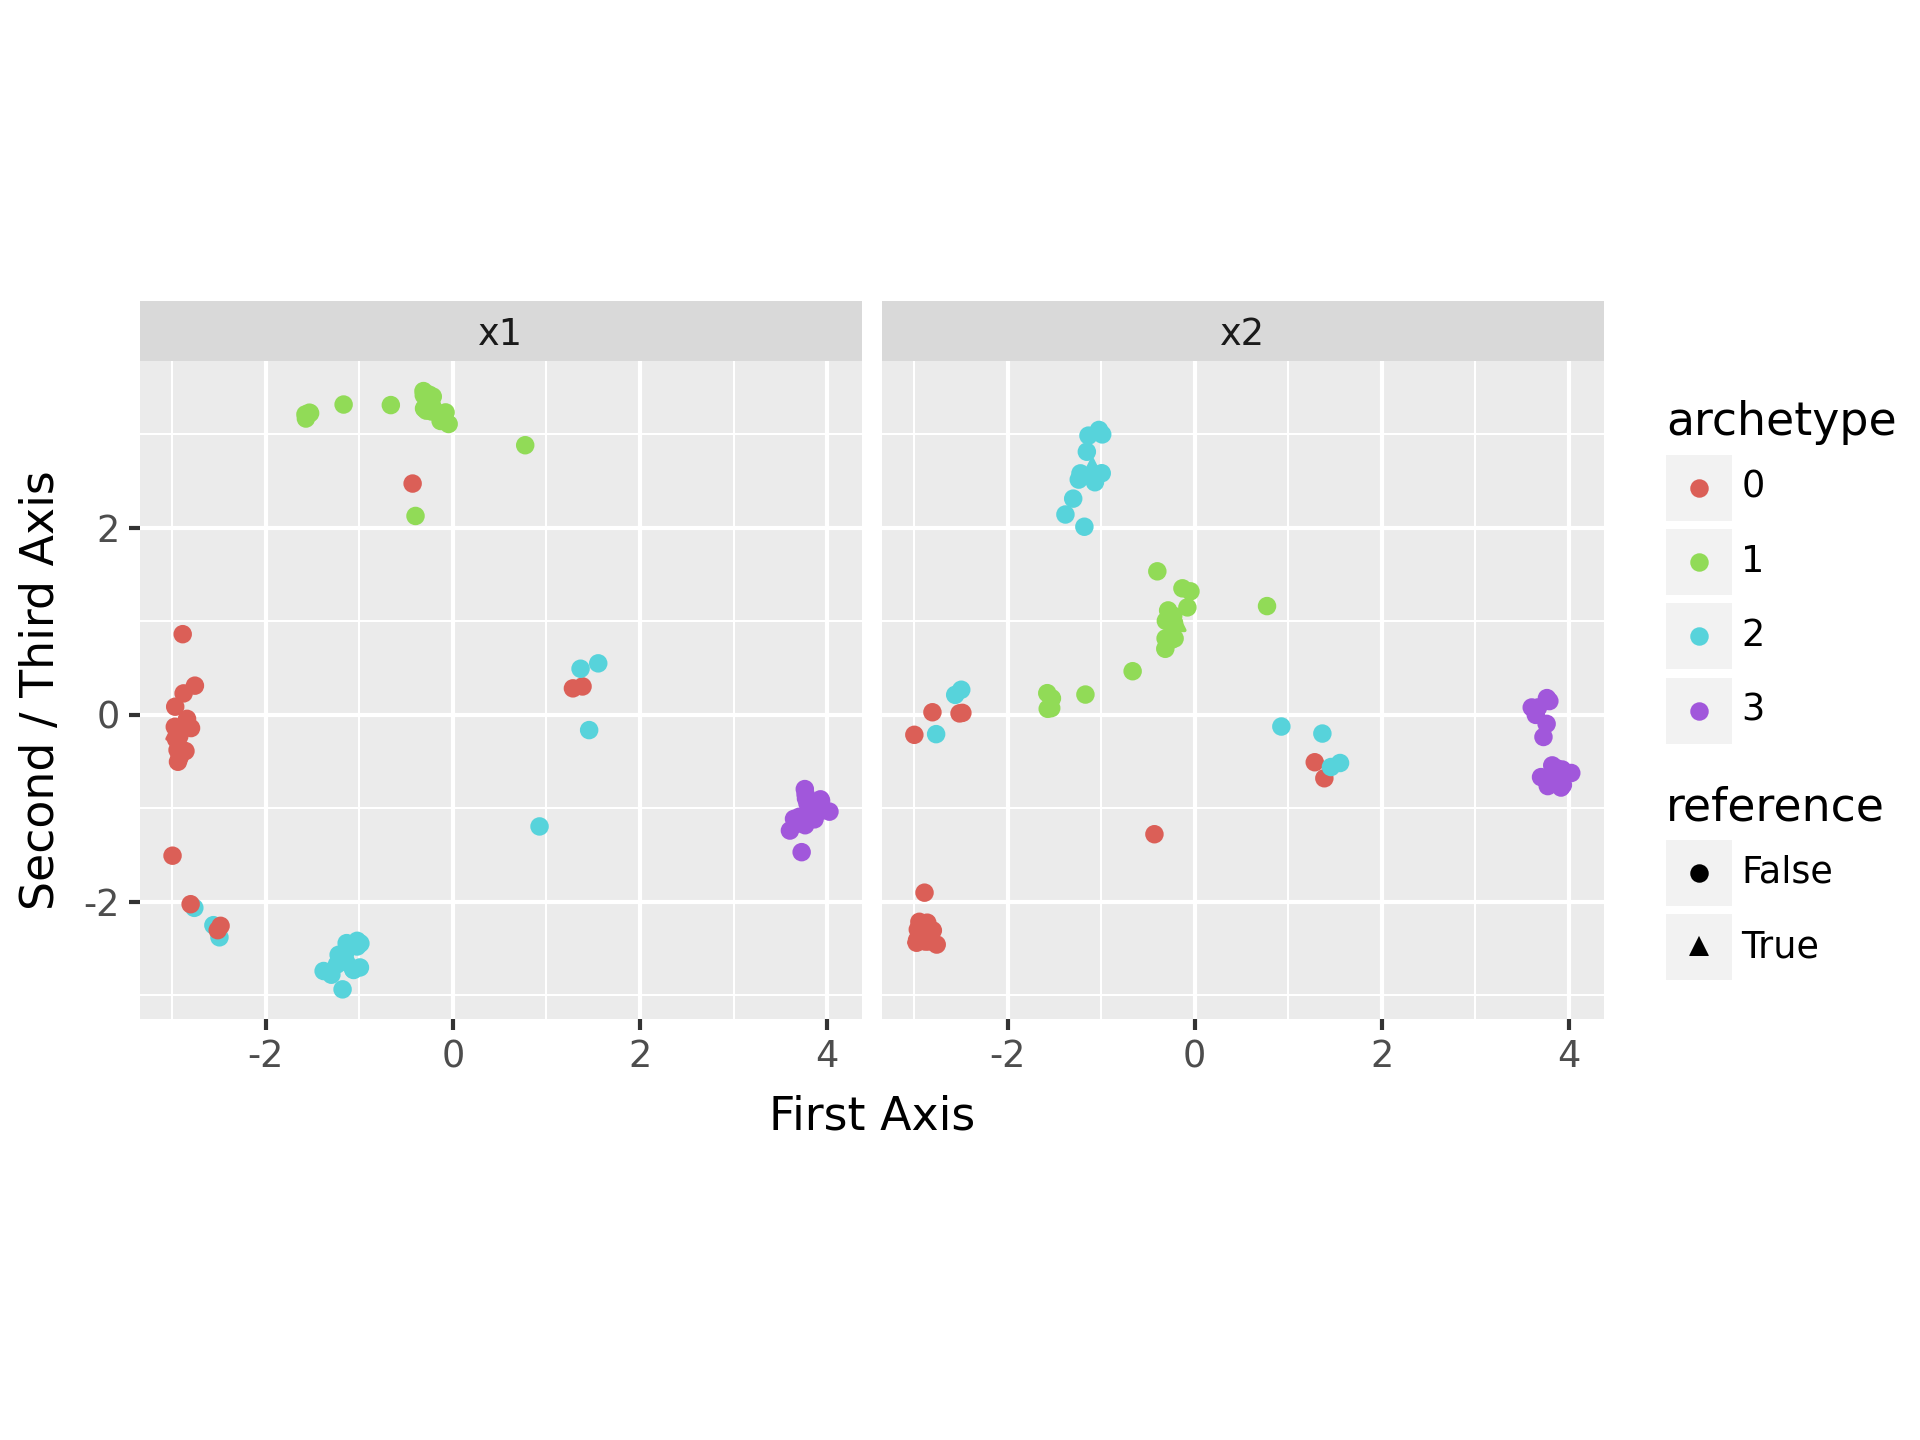 x1
x2
Second / Third Axis
2
0
-2
-2
0
2
4
-2
0
2
4
First Axis
archetype
0
1
2
3
reference
False
True